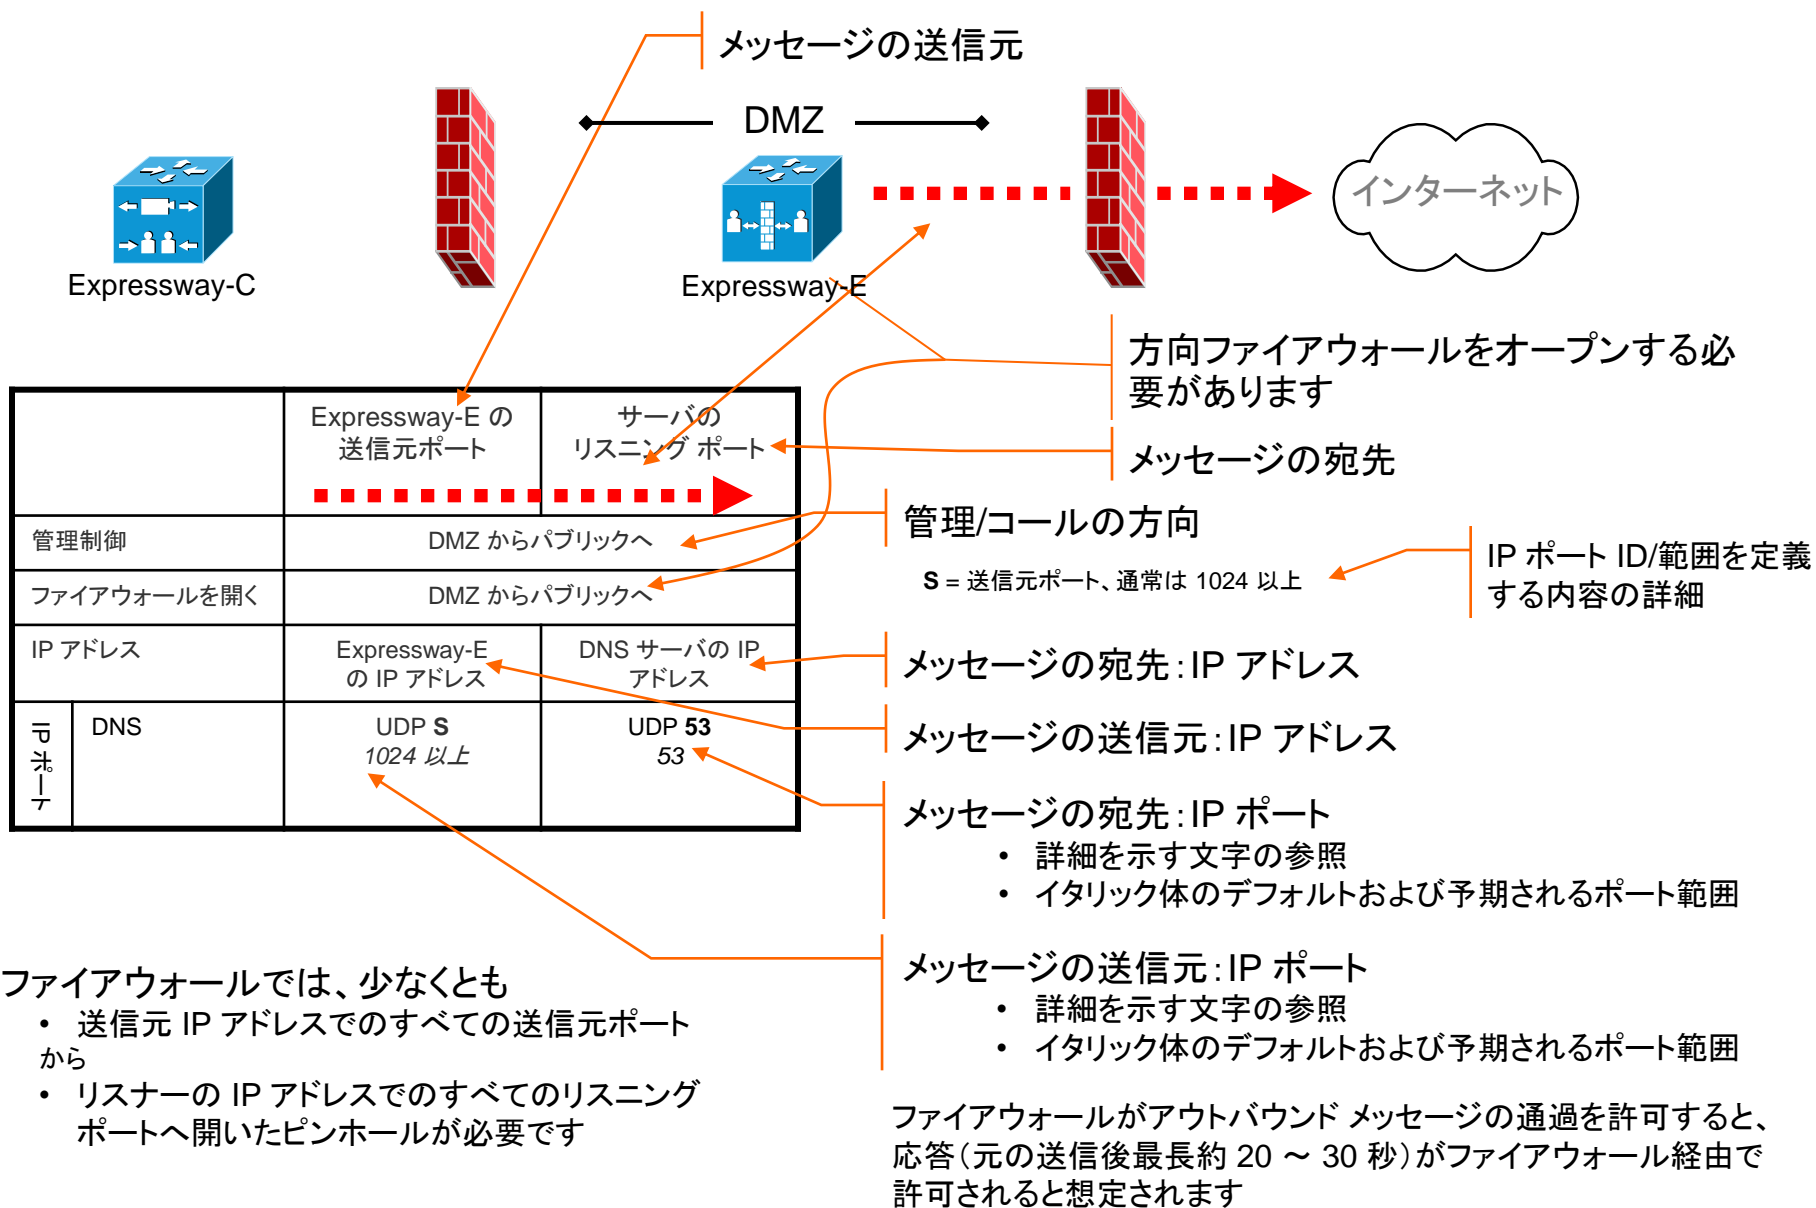 メッセージの送信元
DMZ
インターネット
Expressway-C
Expressway-E
方向ファイアウォールをオープンする必
要があります
メッセージの宛先
Expressway-E の
送信元ポート
サーバの
リスニング ポート
管理制御
DMZ からパブリックへ
ファイアウォールを開く
DMZ からパブリックへ
IP アドレス
Expressway-E
の IP アドレス
DNS サーバの IP
アドレス
IP ポート
DNS
UDP S
1024 以上
UDP 53
53
管理/コールの方向
S = 送信元ポート、通常は 1024 以上
IP ポート ID/範囲を定義
する内容の詳細
メッセージの宛先:IP アドレス
メッセージの送信元:IP アドレス
メッセージの宛先:IP ポート
• 詳細を示す文字の参照
• イタリック体のデフォルトおよび予期されるポート範囲
メッセージの送信元:IP ポート
• 詳細を示す文字の参照
• イタリック体のデフォルトおよび予期されるポート範囲
ファイアウォールでは、少なくとも
• 送信元 IP アドレスでのすべての送信元ポート
から
• リスナーの IP アドレスでのすべてのリスニング
ポートへ開いたピンホールが必要です
ファイアウォールがアウトバウンド メッセージの通過を許可すると、
応答(元の送信後最長約 20 ~ 30 秒)がファイアウォール経由で
許可されると想定されます